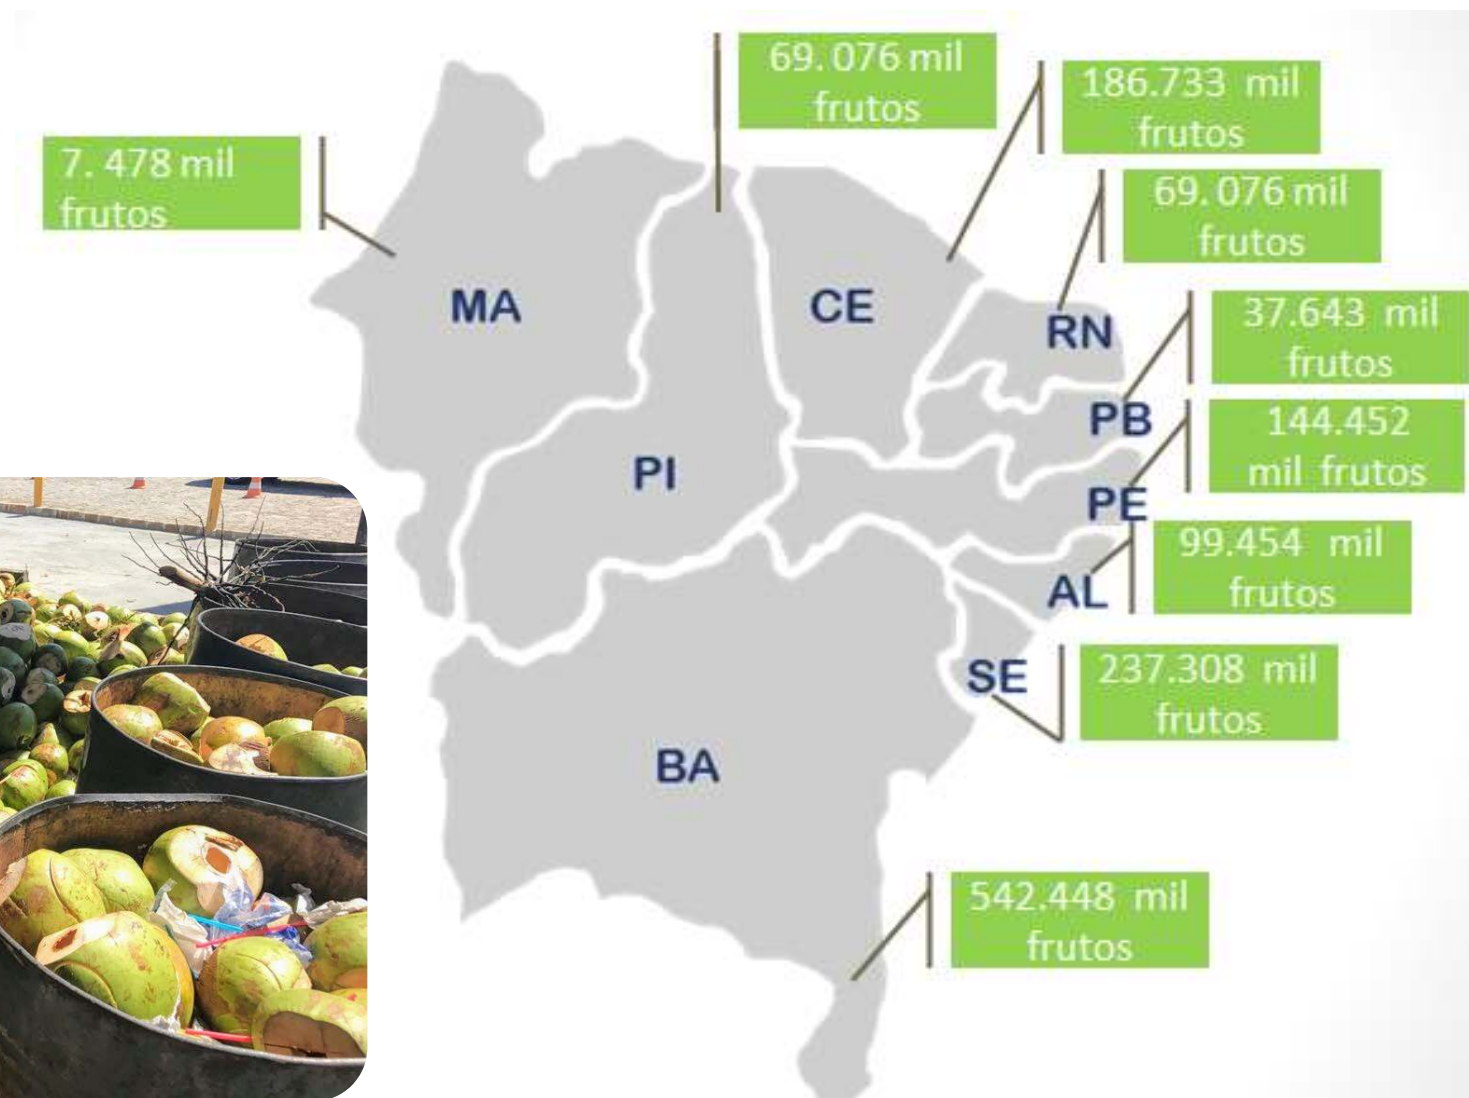 69. 076 mil
frutos
186.733 mil
frutos
7. 478 mil
frutos
69. 076 mil
frutos
MA
CE
RN
37.643 mil
frutos
PB
144.452
mil frutos
PI
PE
99.454 mil
frutos
AL
SE
237.308 mil
frutos
BA
542.448 mil
frutos